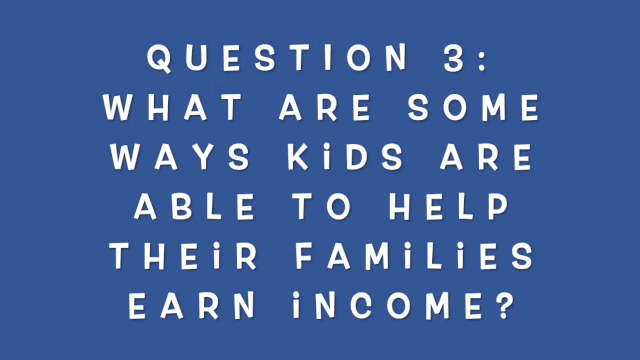 QUESTION 3:
WHAT ARE SOME
WAYS KiDS ARE
ABLE TO HELP
THEiR FAMiLiES
EARN iNCOME?